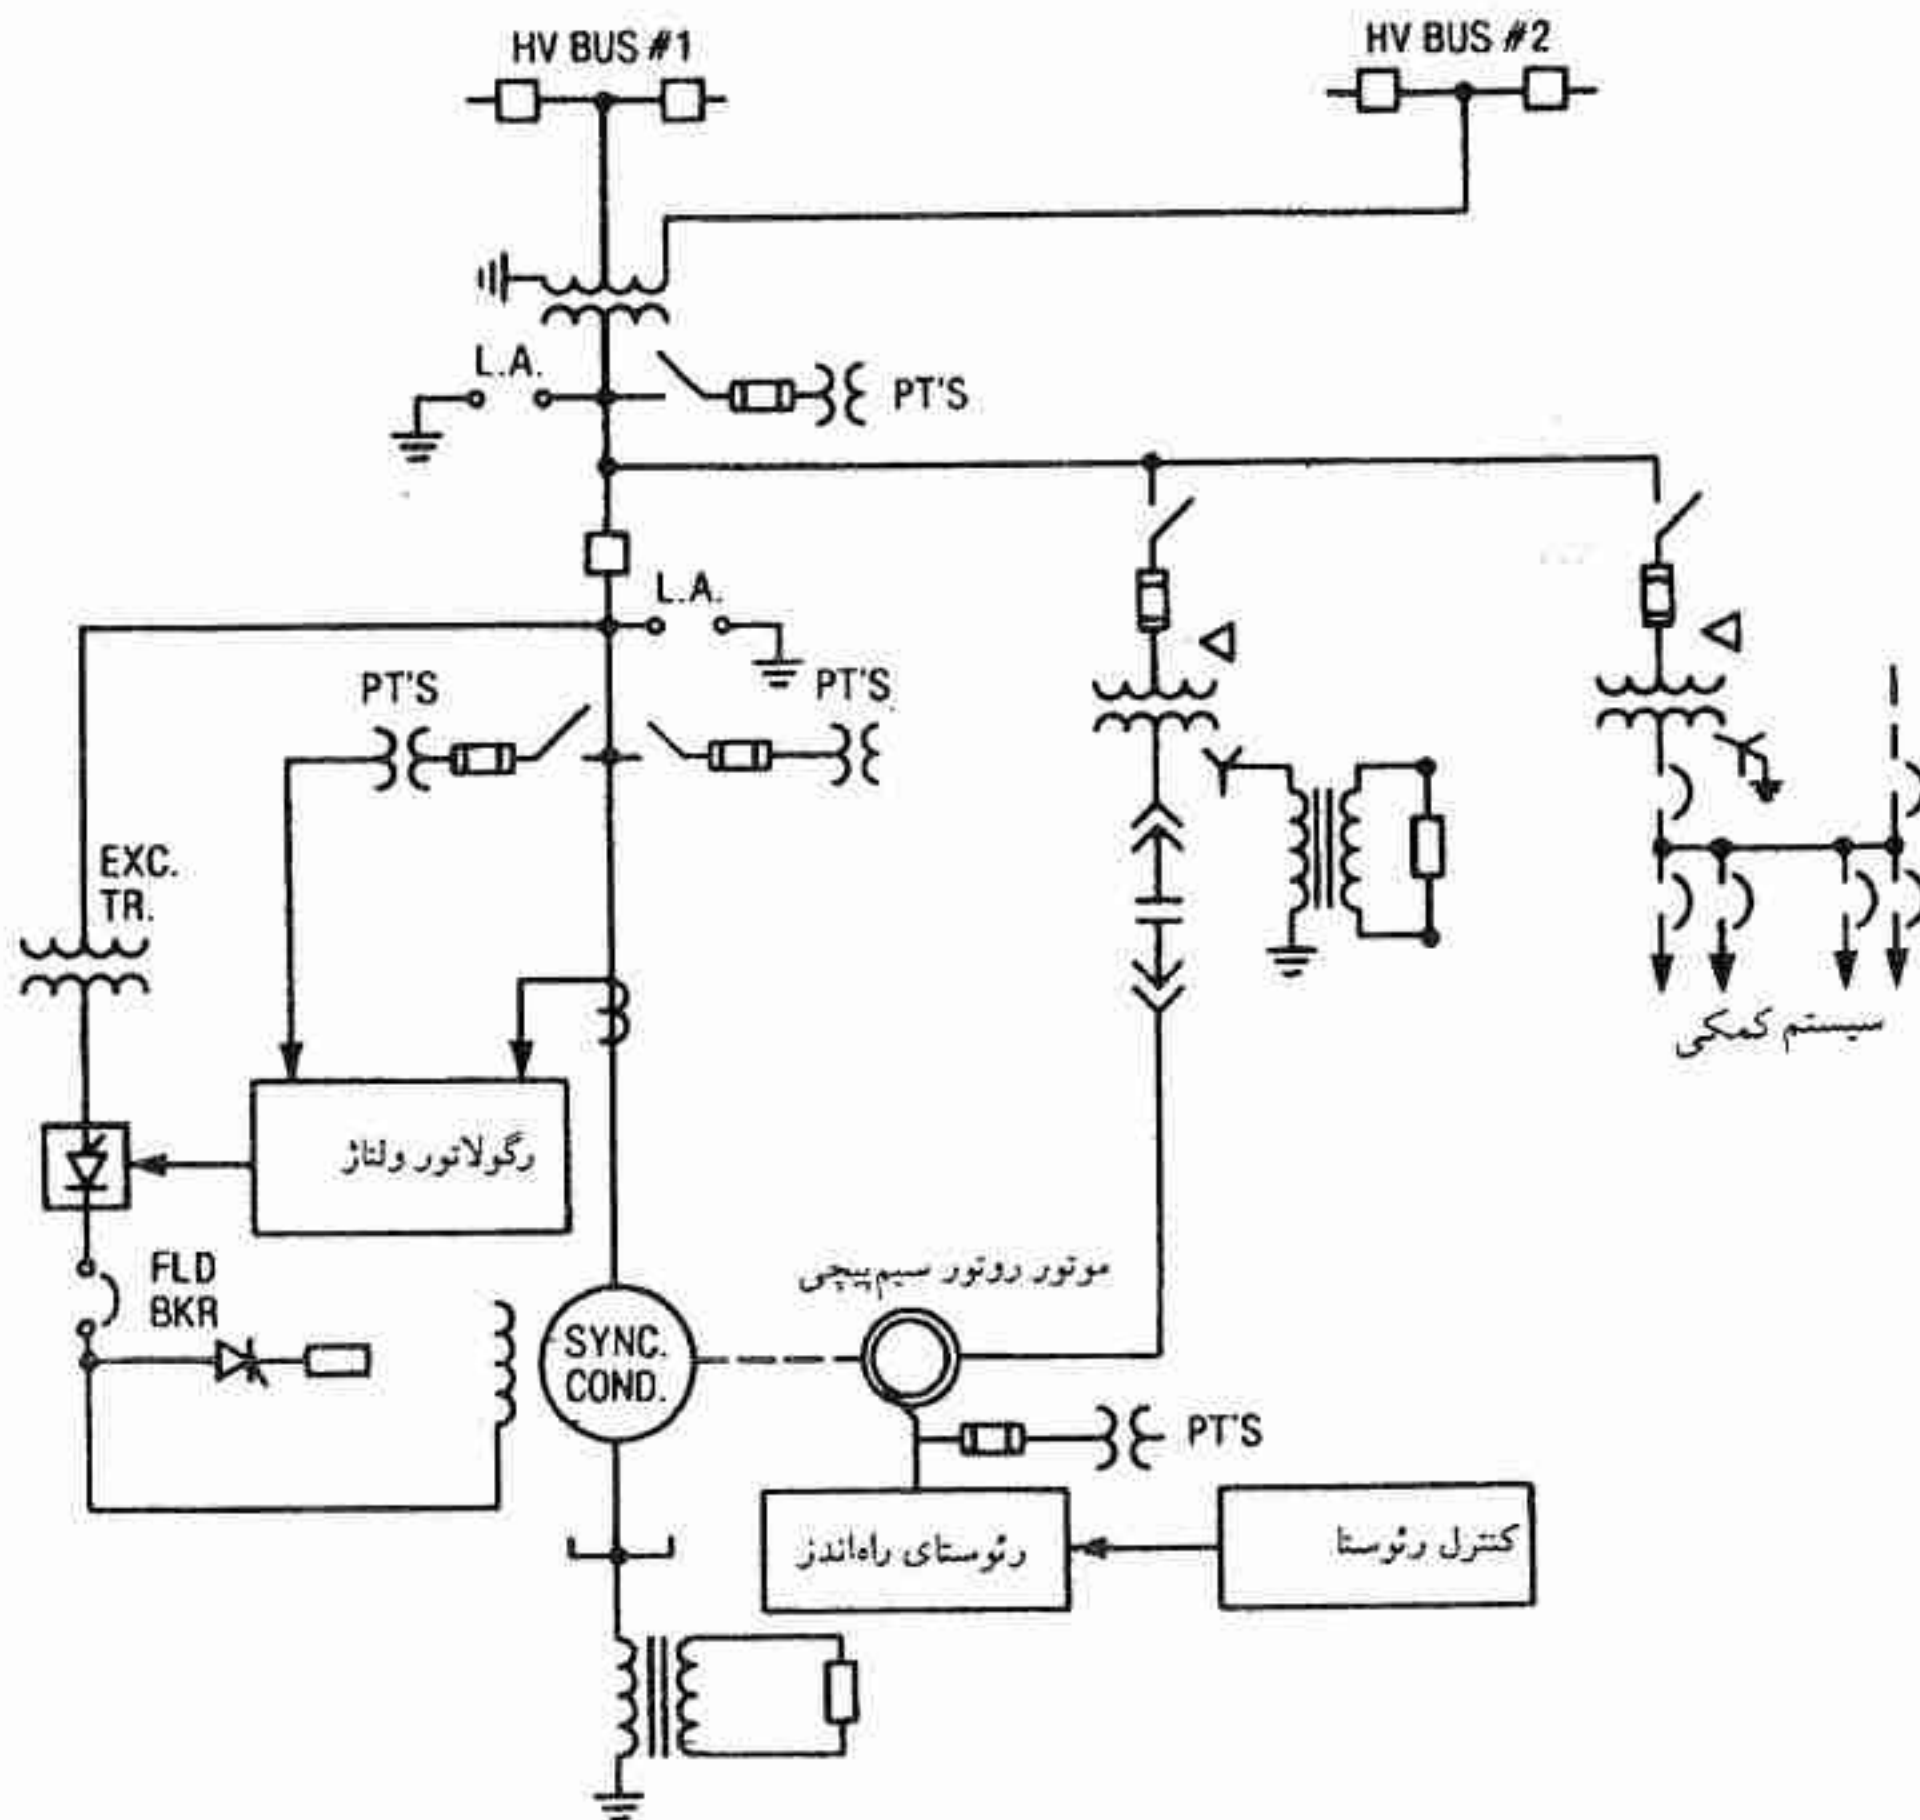 HV BUS #1
HV BUS #2
L.A.
PT'S
L.A.
PT'S
PT'S
EXC.
TR.
سیستم کمکی
رگولاتور ولتاژ
FLD
BKR
موتور روتور سیم‌پیچی
SYNC.
COND.
PT'S
رئوستای راه‌اندز
کنترل رئوستا